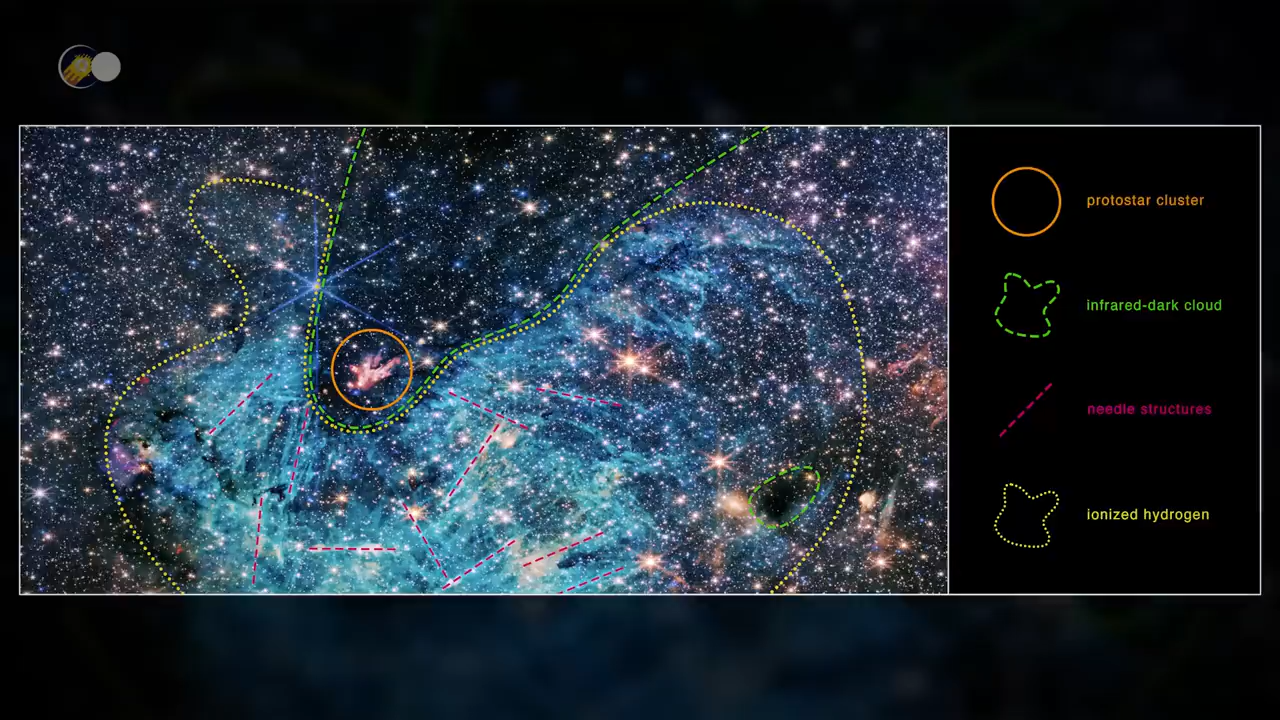 protostar cluster
infrared-dark cloud
needle structures
ionized hydrogen